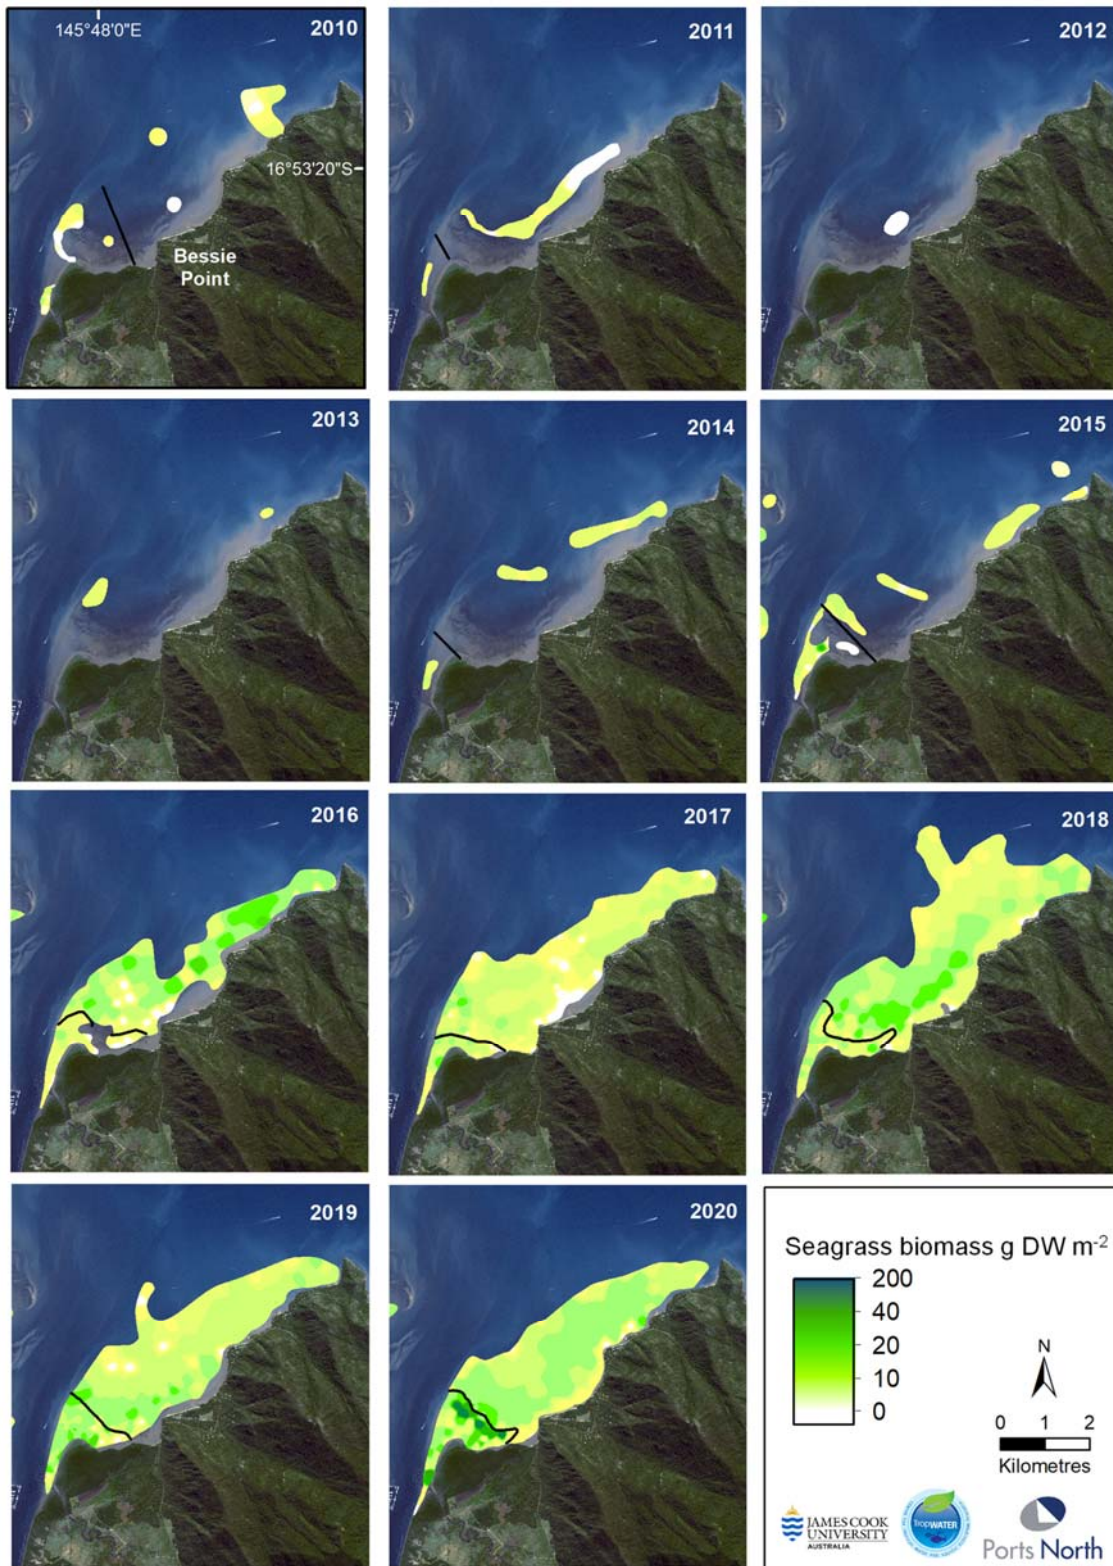 145°48'0"E
2010
16°53'20"S
Bessie
Point
2011
2012
2013
2014
2015
2016
2017
2018
2019
2020
Seagrass biomass g DW m⁻²
200
40
20
10
0
N
0 1 2
Kilometres
JAMES COOK
UNIVERSITY
AUSTRALIA
TropWATER
Ports North